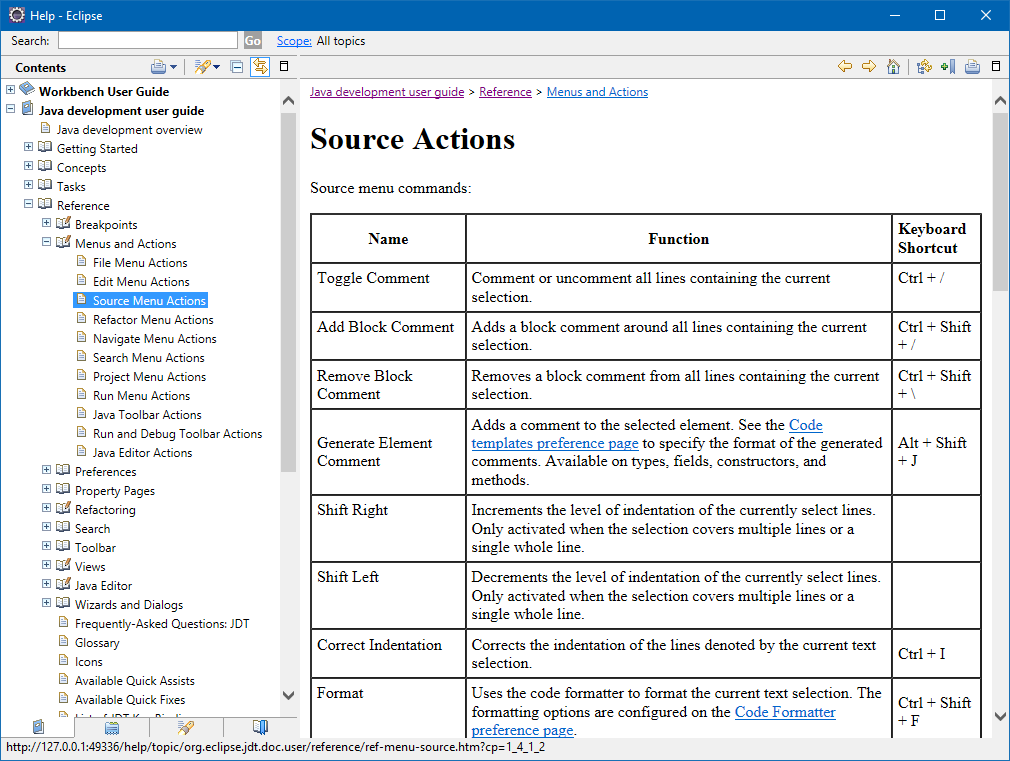 Help - Eclipse
Search:
Go
Scope: All topics
Contents
Workbench User Guide
Java development user guide
Java development overview
Getting Started
Concepts
Tasks
Reference
Breakpoints
Menus and Actions
File Menu Actions
Edit Menu Actions
Source Menu Actions
Refactor Menu Actions
Navigate Menu Actions
Search Menu Actions
Project Menu Actions
Run Menu Actions
Java Toolbar Actions
Run and Debug Toolbar Actions
Java Editor Actions
Preferences
Property Pages
Refactoring
Search
Toolbar
Views
Java Editor
Wizards and Dialogs
Frequently-Asked Questions: JDT
Glossary
Icons
Available Quick Assists
Available Quick Fixes
Java development user guide > Reference > Menus and Actions
Source Actions
Source menu commands:
Name
Function
Keyboard
Shortcut
Toggle Comment
Comment or uncomment all lines containing the current
selection.
Ctrl + /
Add Block Comment
Adds a block comment around all lines containing the current
selection.
Ctrl + Shift
+ /
Remove Block
Comment
Removes a block comment from all lines containing the current
selection.
Ctrl + Shift
+ \
Generate Element
Comment
Adds a comment to the selected element. See the Code
templates preference page to specify the format of the generated
comments. Available on types, fields, constructors, and
methods.
Alt + Shift
+ J
Shift Right
Increments the level of indentation of the currently select lines.
Only activated when the selection covers multiple lines or a
single whole line.
Shift Left
Decrements the level of indentation of the currently select lines.
Only activated when the selection covers multiple lines or a
single whole line.
Correct Indentation
Corrects the indentation of the lines denoted by the current text
selection.
Ctrl + I
Format
Uses the code formatter to format the current text selection. The
formatting options are configured on the Code Formatter
preference page.
Ctrl + Shift
+ F
http://127.0.0.1:49336/help/topic/org.eclipse.jdt.doc.user/reference/ref-menu-source.htm?cp=1_4_1_2